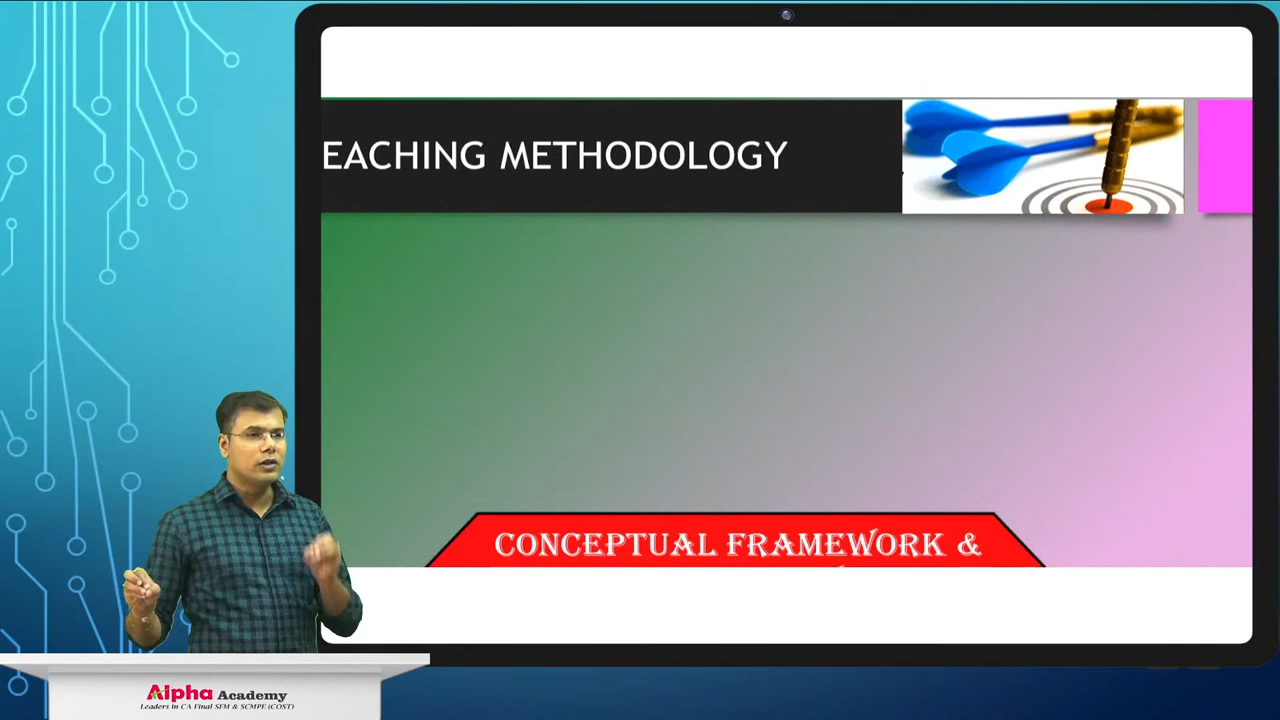 EACHING METHODOLOGY
CONCEPTUAL FRAMEWORK &
Alpha Academy
Leaders in CA Final SFM & SCMPE (COST)